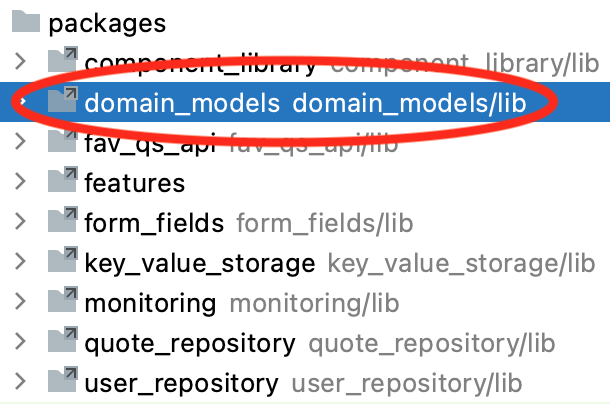 packages
component_library component_library/lib
domain_models domain_models/lib
fav_qs_api fav_qs_api/lib
features
form_fields form_fields/lib
key_value_storage key_value_storage/lib
monitoring monitoring/lib
quote_repository quote_repository/lib
user_repository user_repository/lib